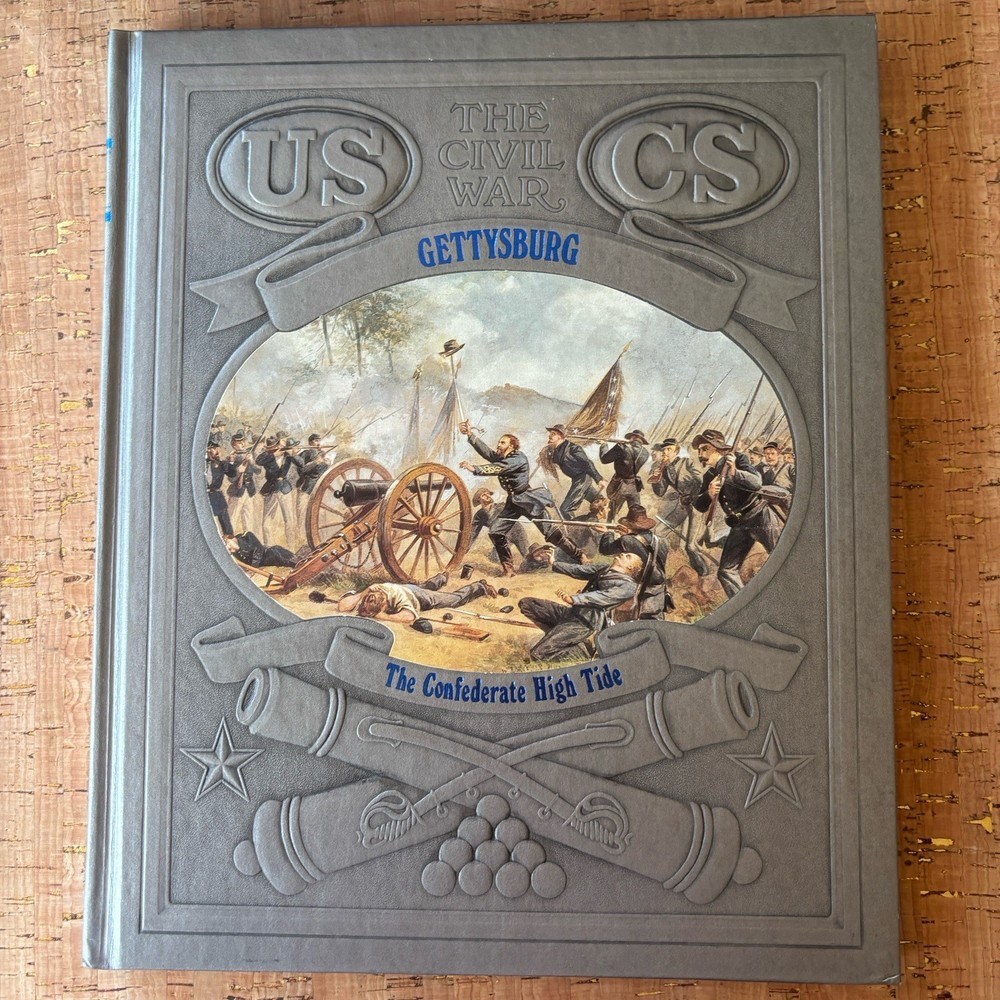 US
THE
CIVIL
WAR
CS
GETTYSBURG
The Confederate High Tide